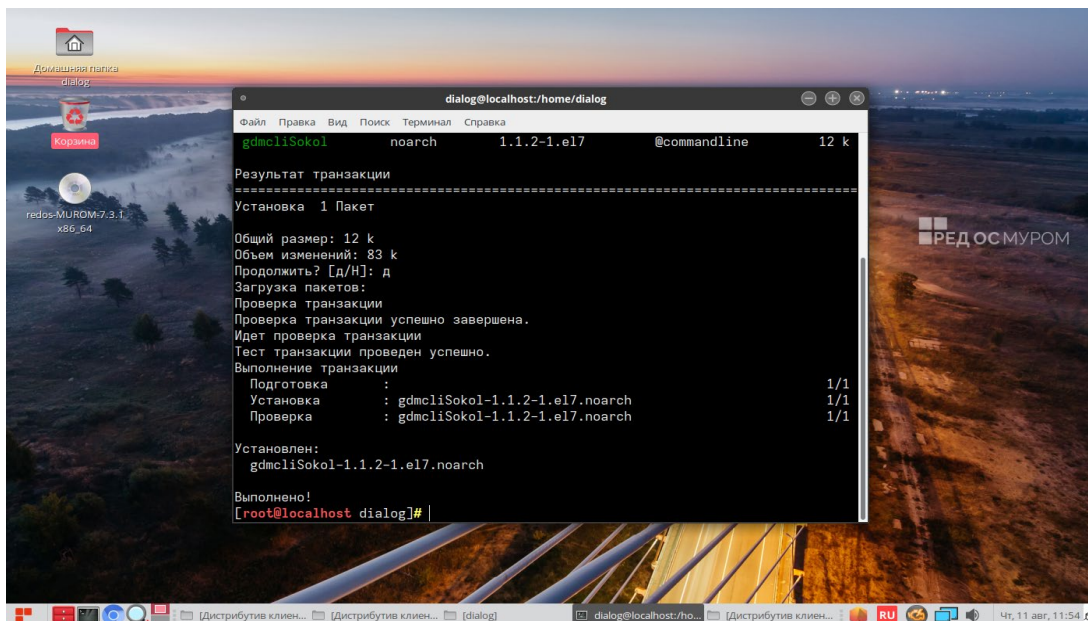 Домашняя папка
dialog
Корзина
redos-MUROM-7.3.1
x86_64
dialog@localhost:/home/dialog
Файл Правка Вид Поиск Терминал Справка
gdmcliSokol noarch 1.1.2-1.el7 @commandline 12 k
Результат транзакции
================================================================================
Установка 1 Пакет
Общий размер: 12 k
Объем изменений: 83 k
Продолжить? [д/Н]: д
Загрузка пакетов:
Проверка транзакции
Проверка транзакции успешно завершена.
Идет проверка транзакции
Тест транзакции проведен успешно.
Выполнение транзакции
Подготовка : 1/1
Установка : gdmcliSokol-1.1.2-1.el7.noarch 1/1
Проверка : gdmcliSokol-1.1.2-1.el7.noarch 1/1
Установлен:
gdmcliSokol-1.1.2-1.el7.noarch
Выполнено!
[root@localhost dialog]#
РЕД ОС МУРОМ
[Дистрибутив клиен... [Дистрибутив клиен... [dialog] dialog@localhost:/ho... [Дистрибутив клиен... RU Чт, 11 авг, 11:54